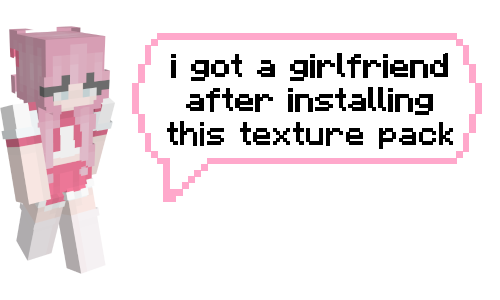 i got a girlfriend
after installing
this texture pack